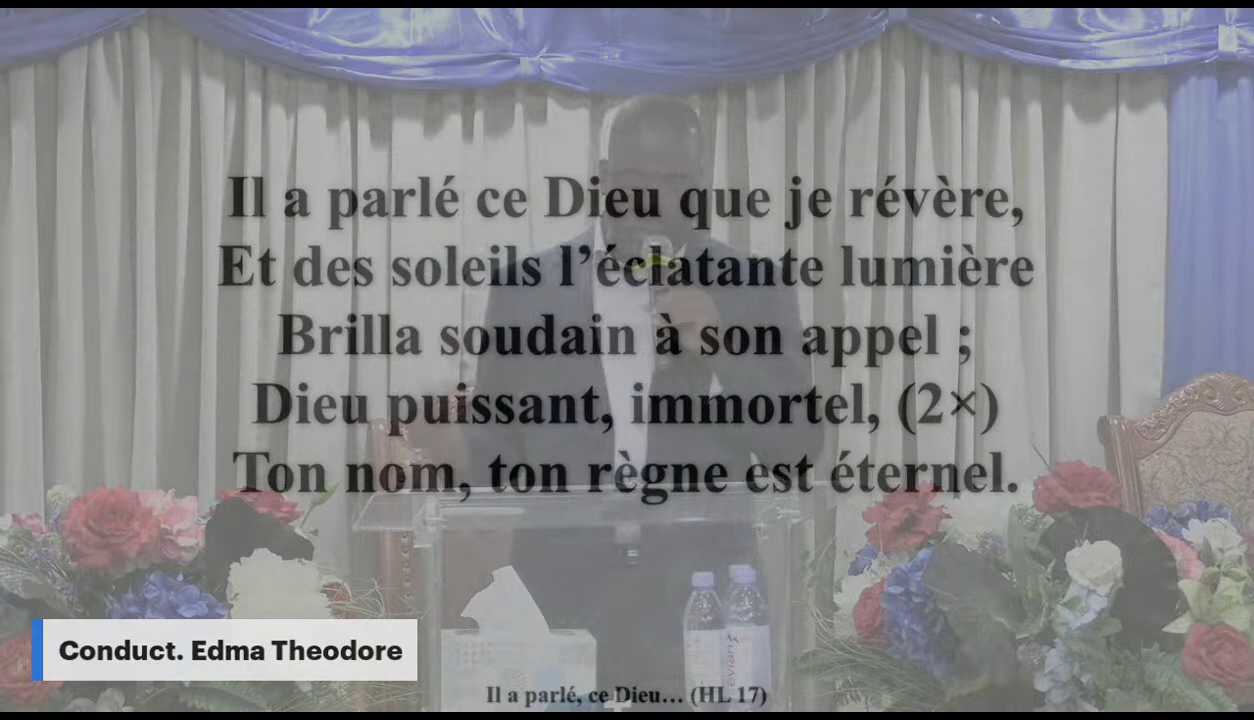 Il a parlé ce Dieu que je révère,
Et des soleils l’éclatante lumière
Brilla soudain à son appel ;
Dieu puissant, immortel, (2×)
Ton nom, ton règne est éternel.
Conduct. Edma Theodore
evian
Il a parlé, ce Dieu... (HL 17)